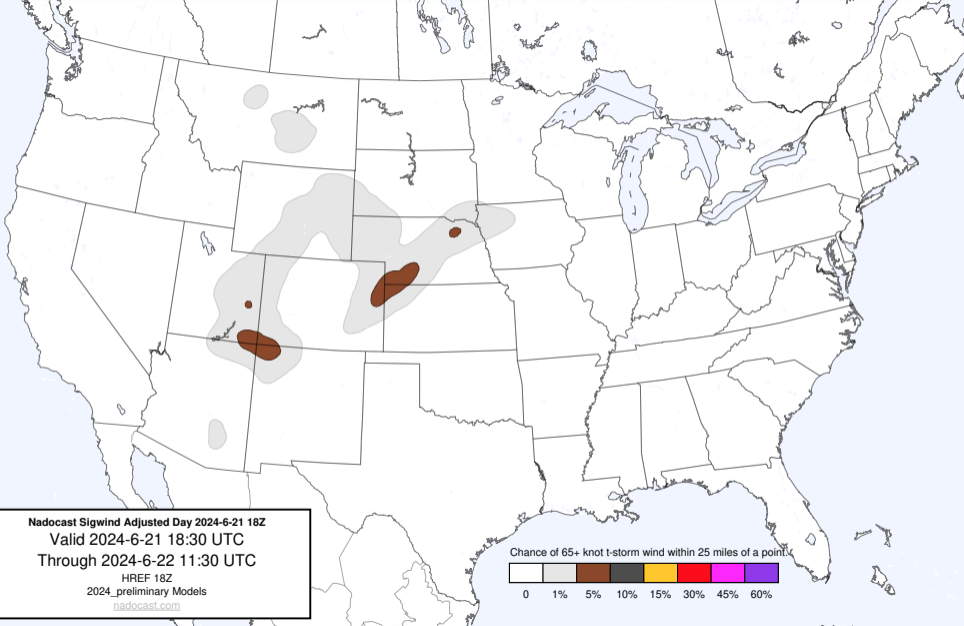 Nadocast Sigwind Adjusted Day 2024-6-21 18Z
Valid 2024-6-21 18:30 UTC
Through 2024-6-22 11:30 UTC
HREF 18Z
2024_preliminary Models
nadocast.com
Chance of 65+ knot t-storm wind within 25 miles of a point.
0 1% 5% 10% 15% 30% 45% 60%